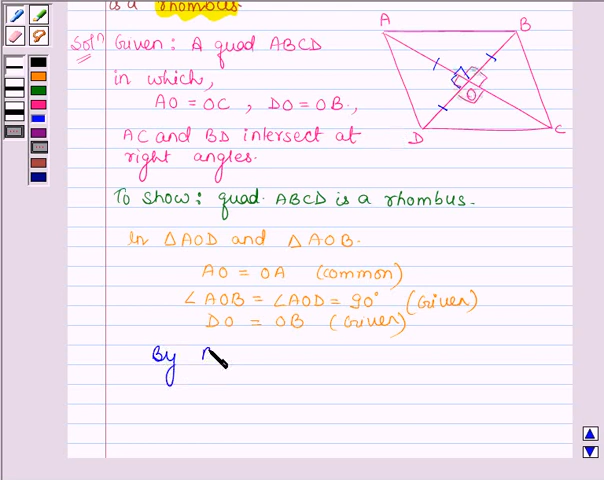 is a rhombus.
Soln Given: A quad ABCD
in which,
AO = OC, DO = OB,
AC and BD intersect at
right angles.
A
B
O
D
C
To show: quad. ABCD is a rhombus.
In △AOD and △AOB.
AO = OA (common)
∠AOB = ∠AOD = 90° (Given)
DO = OB (Given)
By